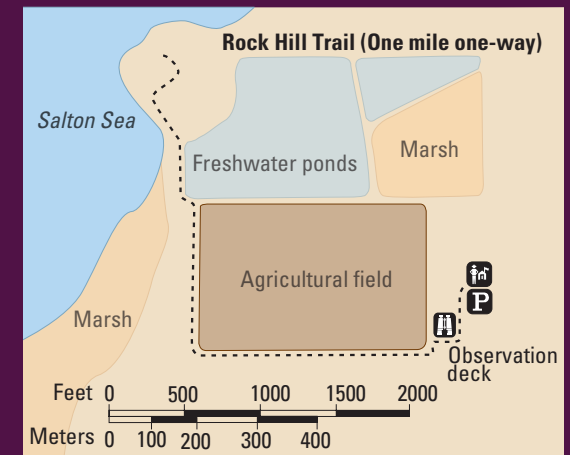 Rock Hill Trail (One mile one-way)
Salton Sea
Freshwater ponds
Marsh
Agricultural field
P
Marsh
Observation
deck
Feet 0 500 1000 1500 2000
Meters 0 100 200 300 400